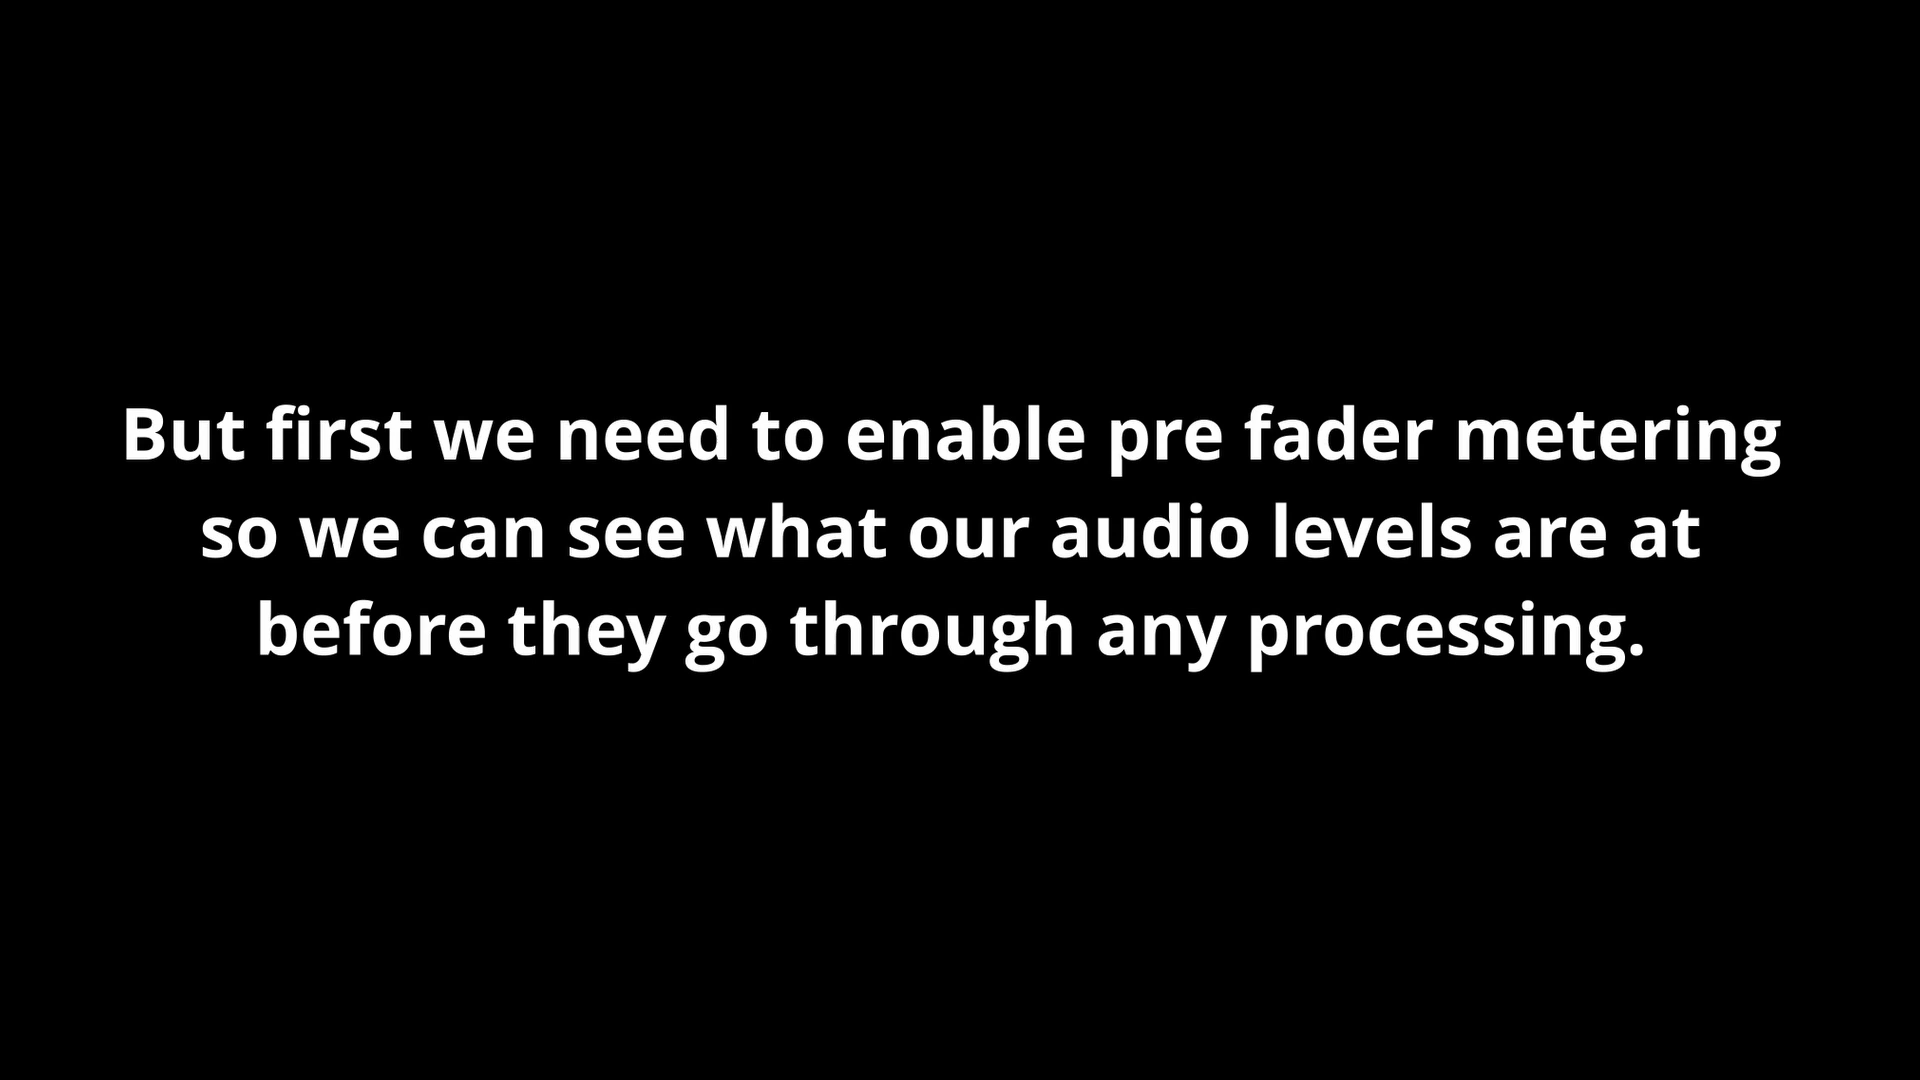 But first we need to enable pre fader metering
so we can see what our audio levels are at
before they go through any processing.